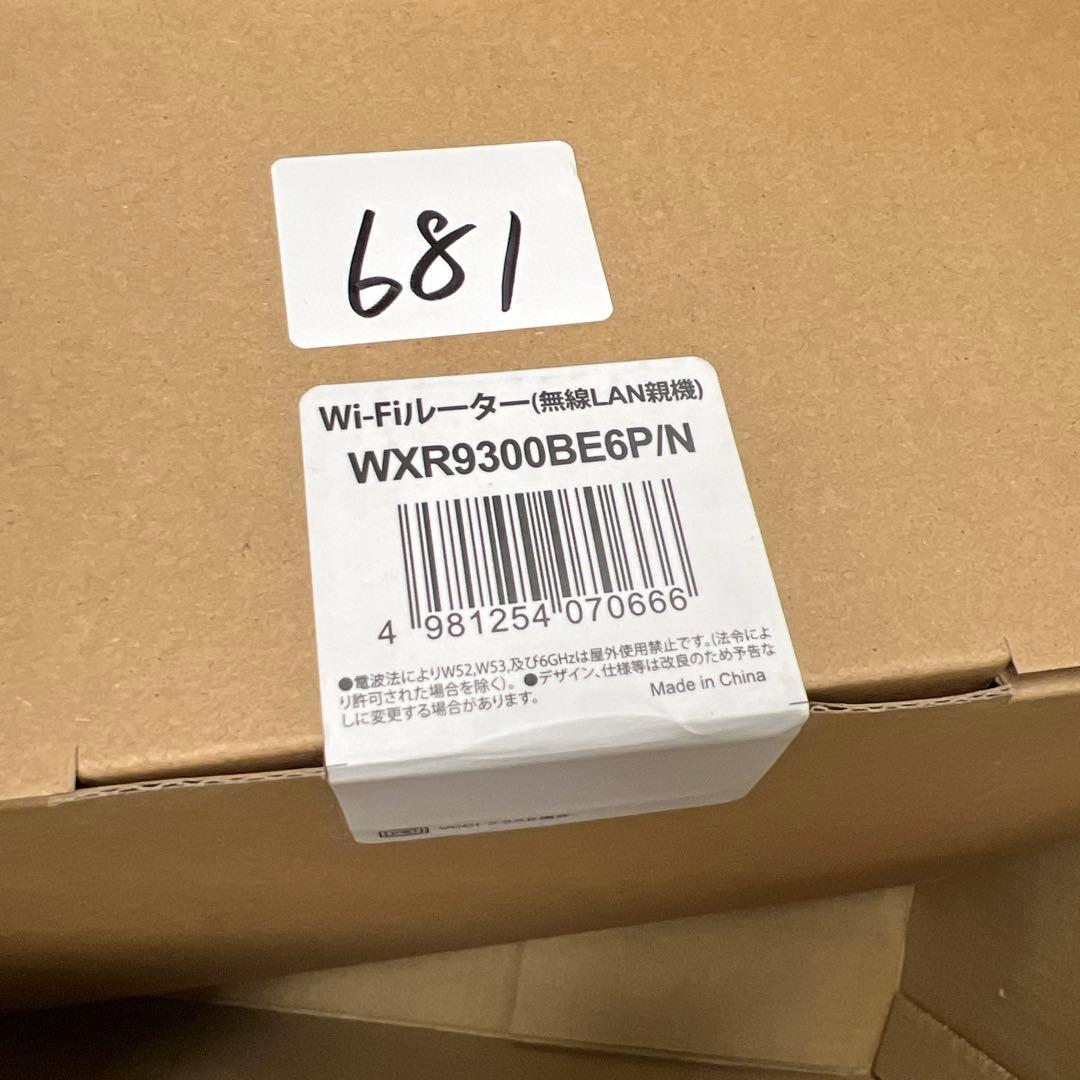 681
Wi-Fiルーター(無線LAN親機)
WXR9300BE6P/N
4 981254 070666
●電波法によりW52,W53,及び6GHzは屋外使用禁止です。(法令によ
り許可された場合を除く)。 ●デザイン、仕様等は改良のため予告な
しに変更する場合があります。
Made in China